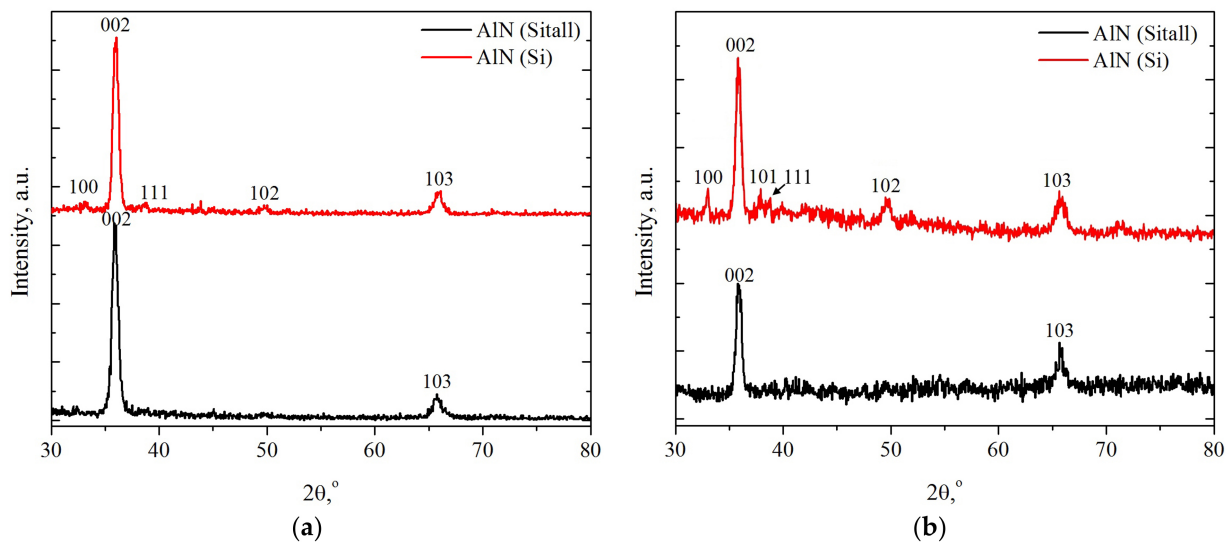 002
AlN (Sitall)
AlN (Si)
100
111
102
103
002
103
Intensity, a.u.
30
40
50
60
70
80
2θ,°
(a)
AlN (Sitall)
AlN (Si)
002
100
101
111
102
103
002
103
Intensity, a.u.
30
40
50
60
70
80
2θ,°
(b)